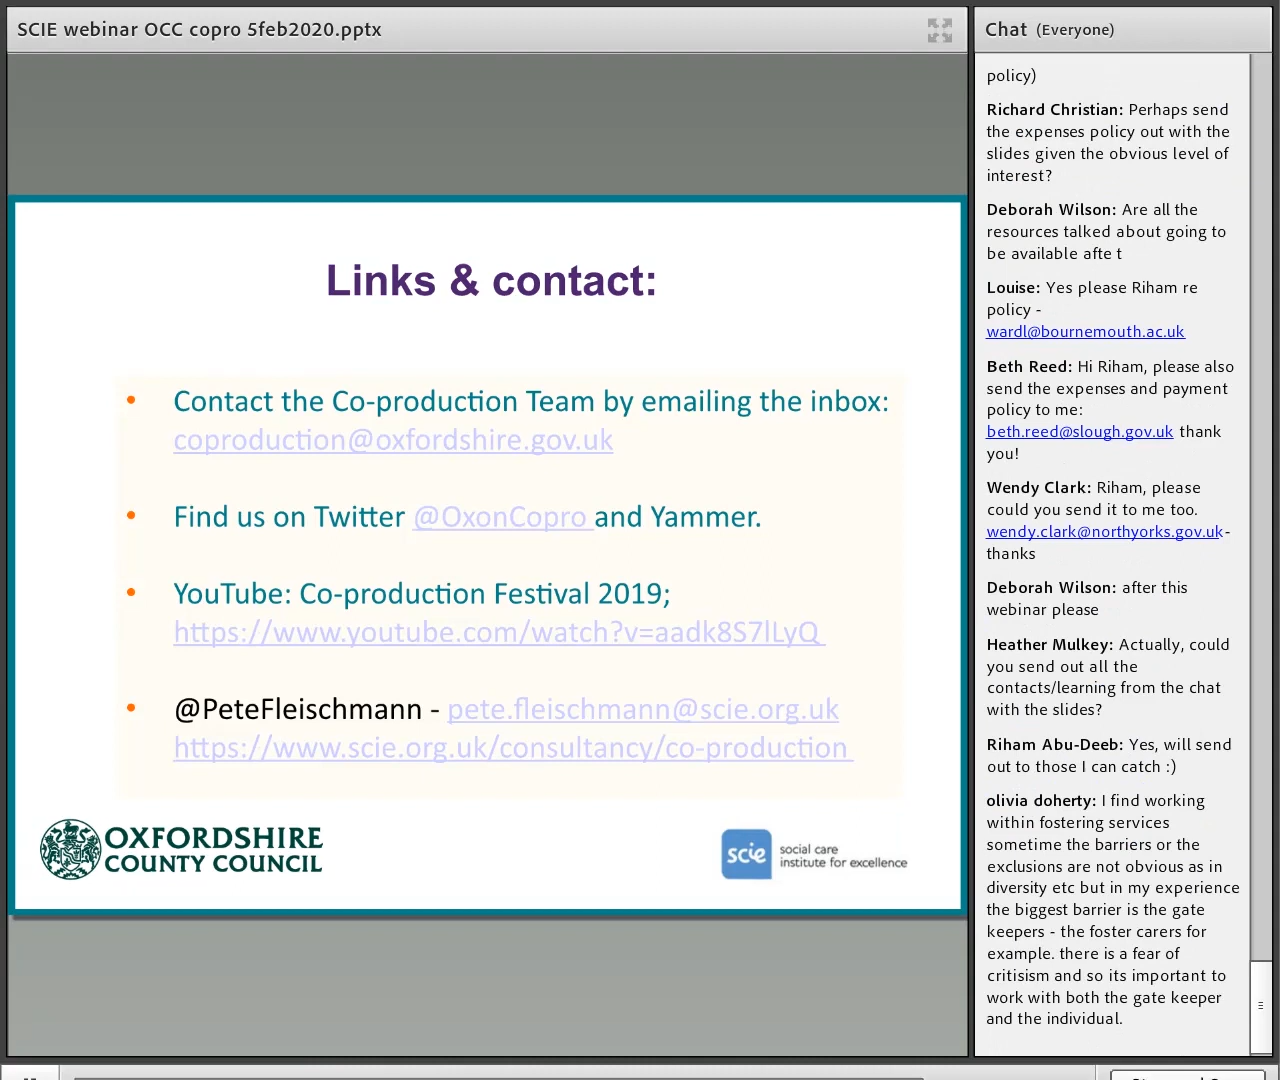 SCIE webinar OCC copro 5feb2020.pptx
Links & contact:
• Contact the Co-production Team by emailing the inbox:
coproduction@oxfordshire.gov.uk
• Find us on Twitter @OxonCopro and Yammer.
• YouTube: Co-production Festival 2019;
https://www.youtube.com/watch?v=aadk8S7lLyQ
• @PeteFleischmann - pete.fleischmann@scie.org.uk
https://www.scie.org.uk/consultancy/co-production
OXFORDSHIRE
COUNTY COUNCIL
scie
social care
institute for excellence
Chat (Everyone)
policy)
Richard Christian: Perhaps send
the expenses policy out with the
slides given the obvious level of
interest?
Deborah Wilson: Are all the
resources talked about going to
be available afte t
Louise: Yes please Riham re
policy -
wardl@bournemouth.ac.uk
Beth Reed: Hi Riham, please also
send the expenses and payment
policy to me:
beth.reed@slough.gov.uk thank
you!
Wendy Clark: Riham, please
could you send it to me too.
wendy.clark@northyorks.gov.uk-
thanks
Deborah Wilson: after this
webinar please
Heather Mulkey: Actually, could
you send out all the
contacts/learning from the chat
with the slides?
Riham Abu-Deeb: Yes, will send
out to those I can catch :)
olivia doherty: I find working
within fostering services
sometime the barriers or the
exclusions are not obvious as in
diversity etc but in my experience
the biggest barrier is the gate
keepers - the foster carers for
example. there is a fear of
critisism and so its important to
work with both the gate keeper
and the individual.